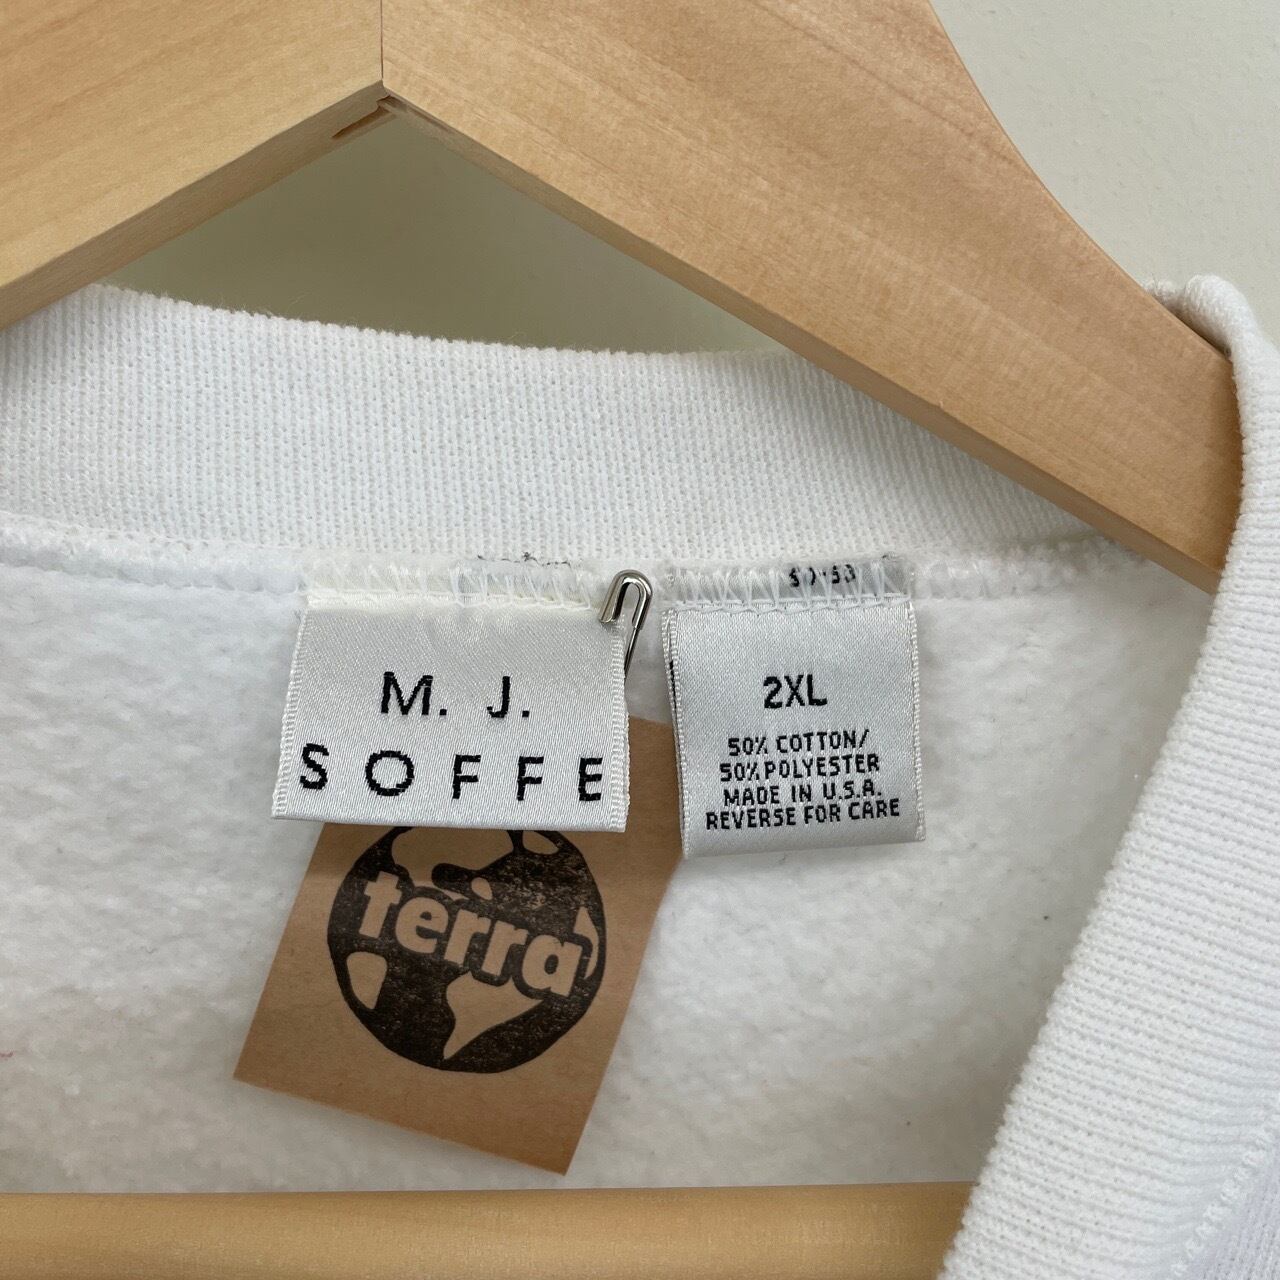 M. J.
SOFFE
2XL
50% COTTON/
50% POLYESTER
MADE IN U.S.A.
REVERSE FOR CARE
terra